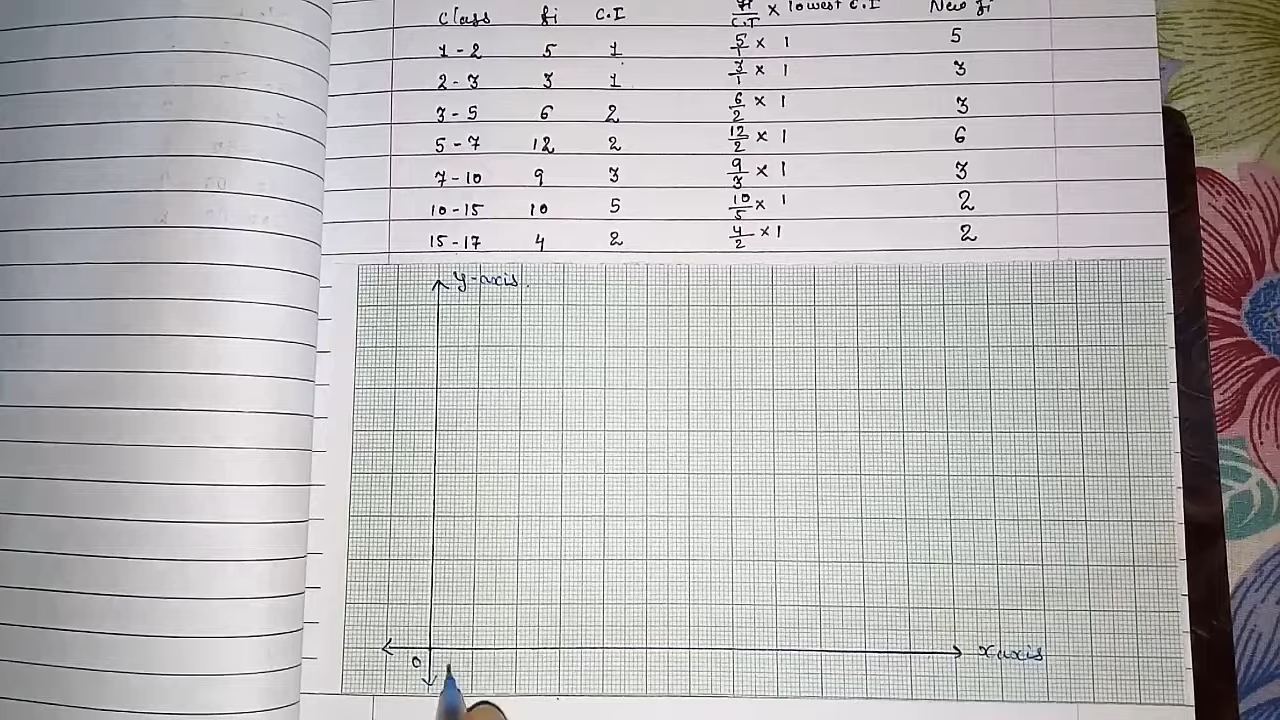 Class fi C.I fi/C.I × lowest C.I New fi
1-2 5 1 5/1 × 1 5
2-3 3 1 3/1 × 1 3
3-5 6 2 6/2 × 1 3
5-7 12 2 12/2 × 1 6
7-10 9 3 9/3 × 1 3
10-15 10 5 10/5 × 1 2
15-17 4 2 4/2 × 1 2
y-axis.
0
x axis